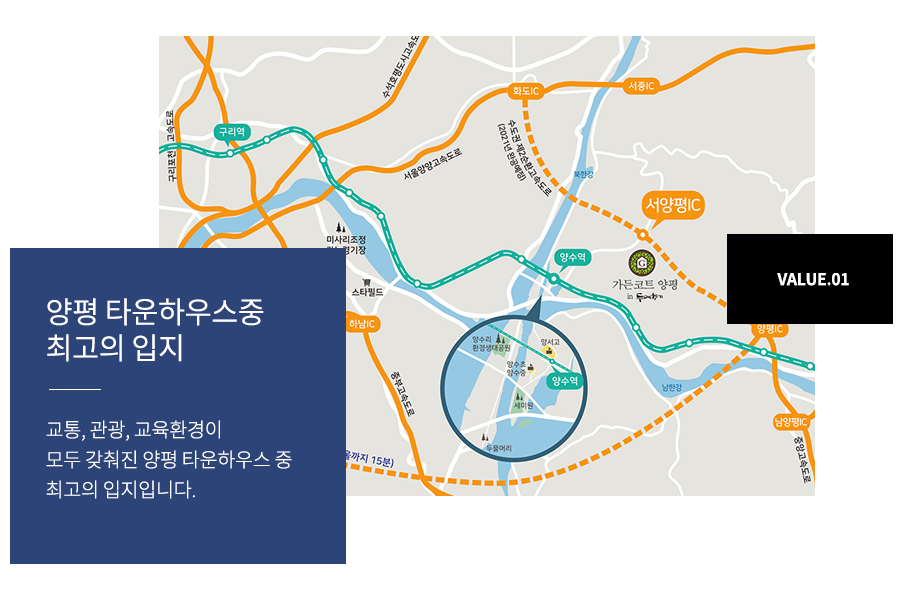 수석호평도시고속도
화도IC
서중IC
구리포천 고속도로
구리역
서울양양고속도로
수도권 제2순환고속도로
(2021년 완공예정)
북한강
서양평IC
미사리조정
경기장
양수역
G
가든코트 양평
in
VALUE.01
스타필드
하남IC
양평IC
양수리
환경생태공원
양서고
양수초
양수중
양수역
세미원
두물머리
남한강
중부고속도로
남양평IC
중앙고속도로
까지 15분)
양평 타운하우스중
최고의 입지
교통, 관광, 교육환경이
모두 갖춰진 양평 타운하우스 중
최고의 입지입니다.